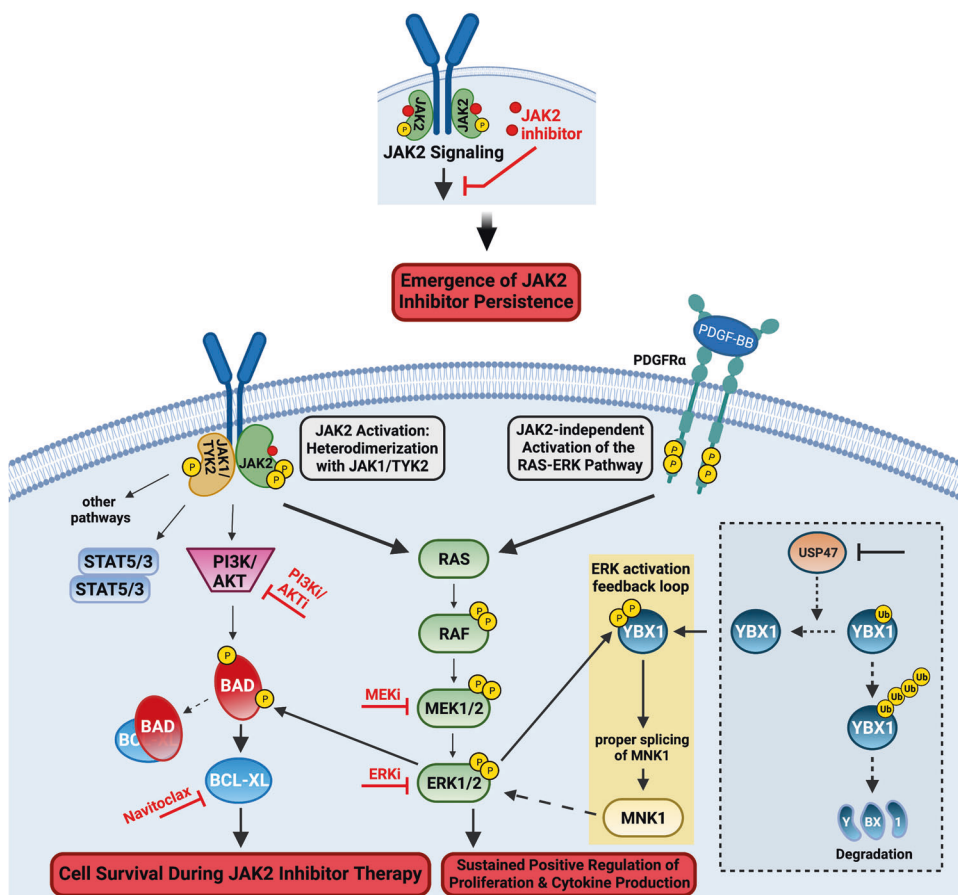 JAK2
JAK2
P
P
JAK2
inhibitor
JAK2 Signaling
Emergence of JAK2
Inhibitor Persistence
PDGF-BB
PDGFRα
JAK1/
TYK2
JAK2
P
P
P
JAK2 Activation:
Heterodimerization
with JAK1/TYK2
JAK2-independent
Activation of the
RAS-ERK Pathway
P
P
P
P
other
pathways
STAT5/3
STAT5/3
PI3K/
AKT
PI3Ki/
AKTi
RAS
P
P
RAF
MEKi
P
P
MEK1/2
ERKi
P
P
ERK1/2
P
BAD
P
BAD
BC
BCL-XL
Navitoclax
ERK activation
feedback loop
P
P
YBX1
proper splicing
of MNK1
MNK1
USP47
YBX1
Ub
YBX1
Ub
Ub
Ub
Ub
YBX1
Y
BX
1
Degradation
Cell Survival During JAK2 Inhibitor Therapy
Sustained Positive Regulation of
Proliferation & Cytokine Production